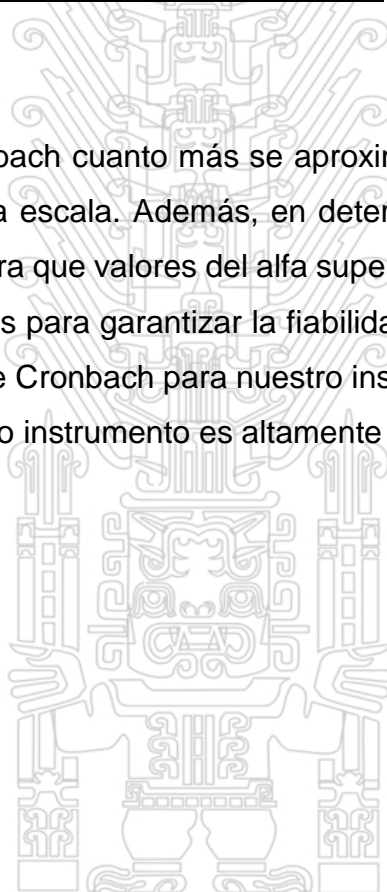 bach cuanto más se aproxim
a escala. Además, en deter
ra que valores del alfa supe
s para garantizar la fiabilida
e Cronbach para nuestro ins
o instrumento es altamente